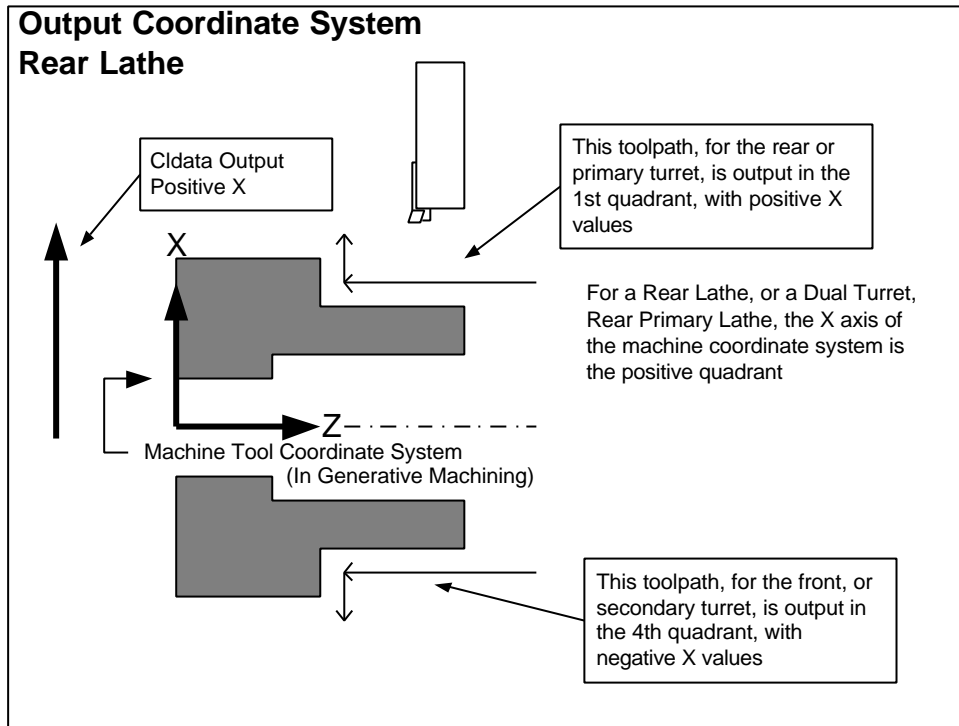 Output Coordinate System
Rear Lathe
Cldata Output
Positive X
This toolpath, for the rear or
primary turret, is output in the
1st quadrant, with positive X
values
X
For a Rear Lathe, or a Dual Turret,
Rear Primary Lathe, the X axis of
the machine coordinate system is
the positive quadrant
Z
Machine Tool Coordinate System
(In Generative Machining)
This toolpath, for the front, or
secondary turret, is output in
the 4th quadrant, with
negative X values